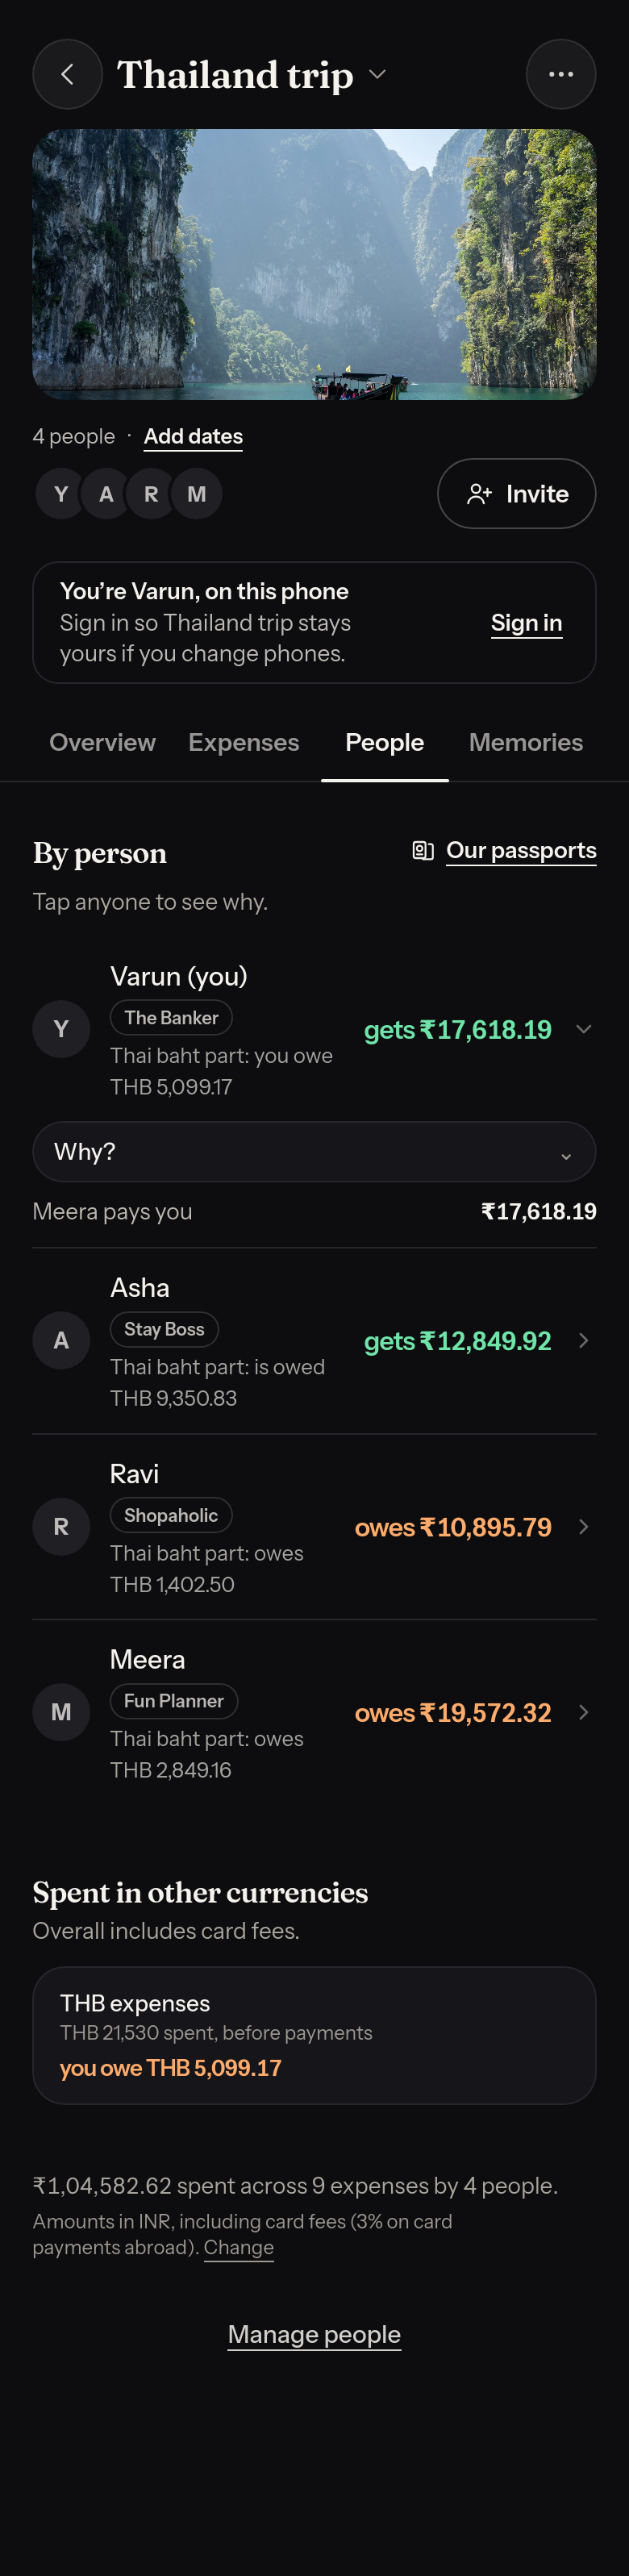 Thailand trip
4 people · Add dates
Y A R M
Invite
You’re Varun, on this phone
Sign in so Thailand trip stays
yours if you change phones.
Sign in
Overview Expenses People Memories
By person
Our passports
Tap anyone to see why.
Y
Varun (you)
The Banker
Thai baht part: you owe
THB 5,099.17
gets ₹17,618.19
Why?
Meera pays you ₹17,618.19
A
Asha
Stay Boss
Thai baht part: is owed
THB 9,350.83
gets ₹12,849.92
R
Ravi
Shopaholic
Thai baht part: owes
THB 1,402.50
owes ₹10,895.79
M
Meera
Fun Planner
Thai baht part: owes
THB 2,849.16
owes ₹19,572.32
Spent in other currencies
Overall includes card fees.
THB expenses
THB 21,530 spent, before payments
you owe THB 5,099.17
₹1,04,582.62 spent across 9 expenses by 4 people.
Amounts in INR, including card fees (3% on card
payments abroad). Change
Manage people